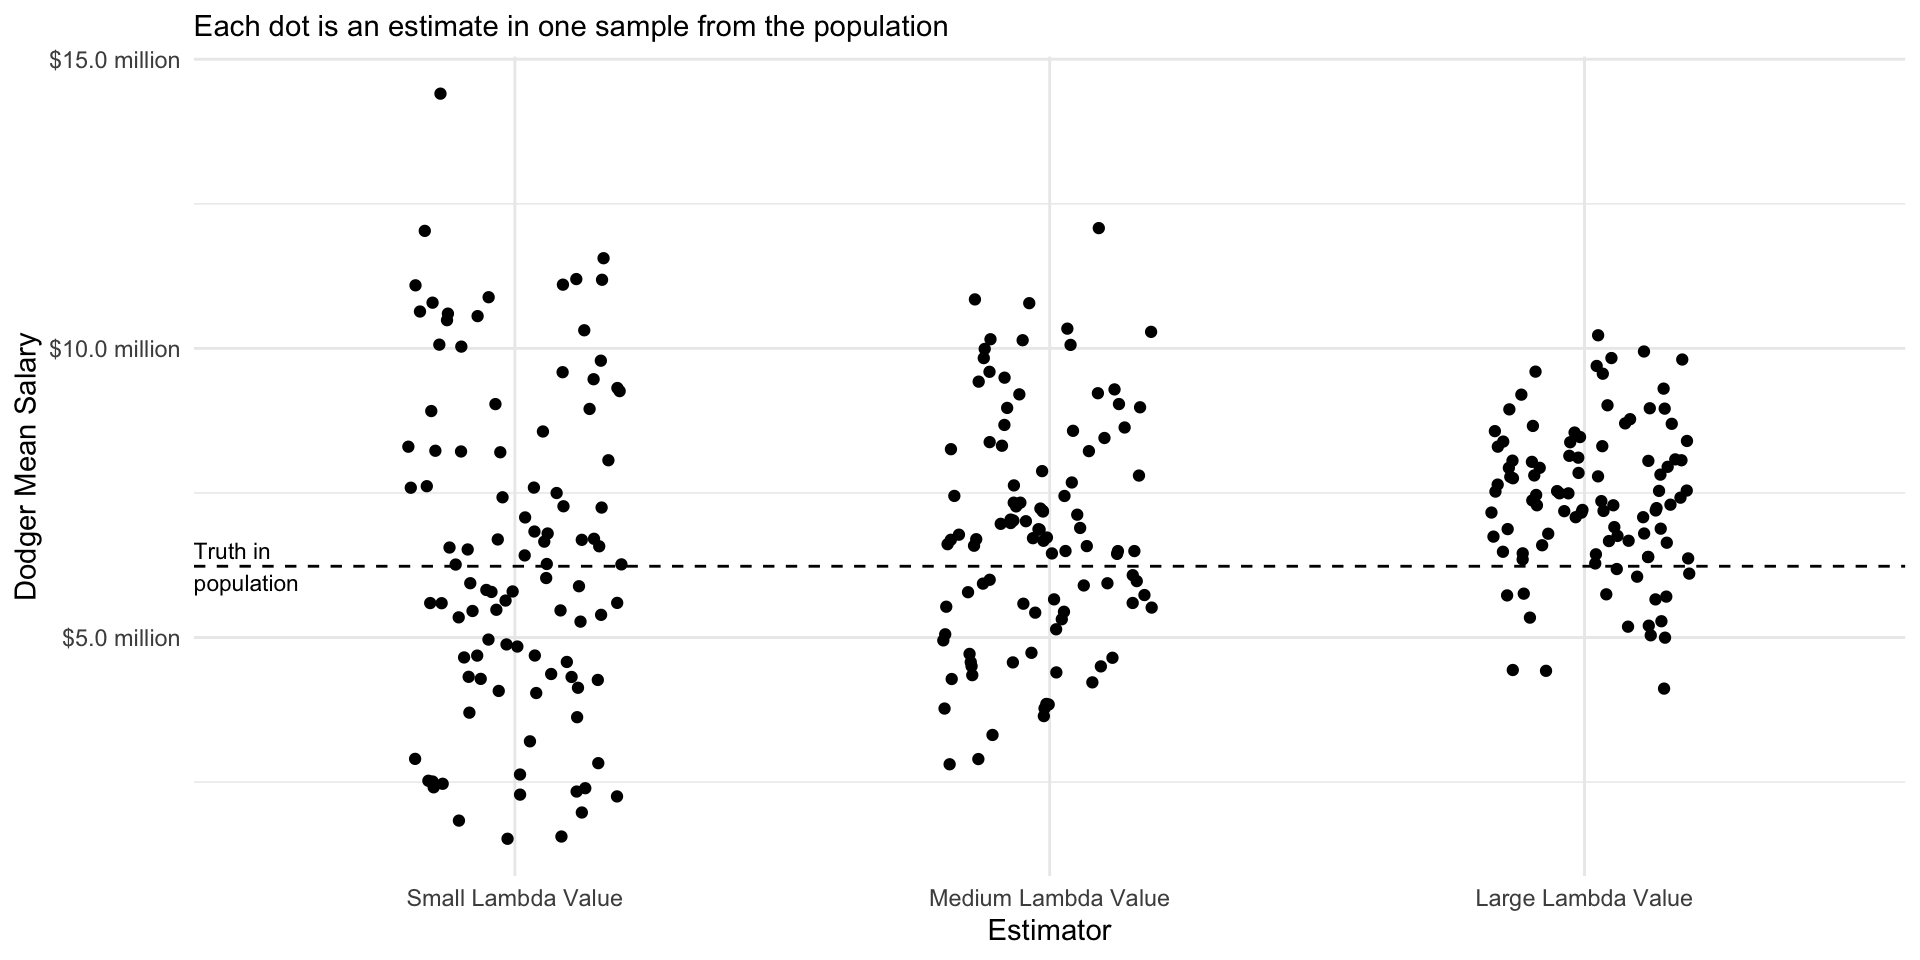 Each dot is an estimate in one sample from the population
$15.0 million
$10.0 million
$5.0 million
Dodger Mean Salary
Truth in
population
Small Lambda Value
Medium Lambda Value
Large Lambda Value
Estimator